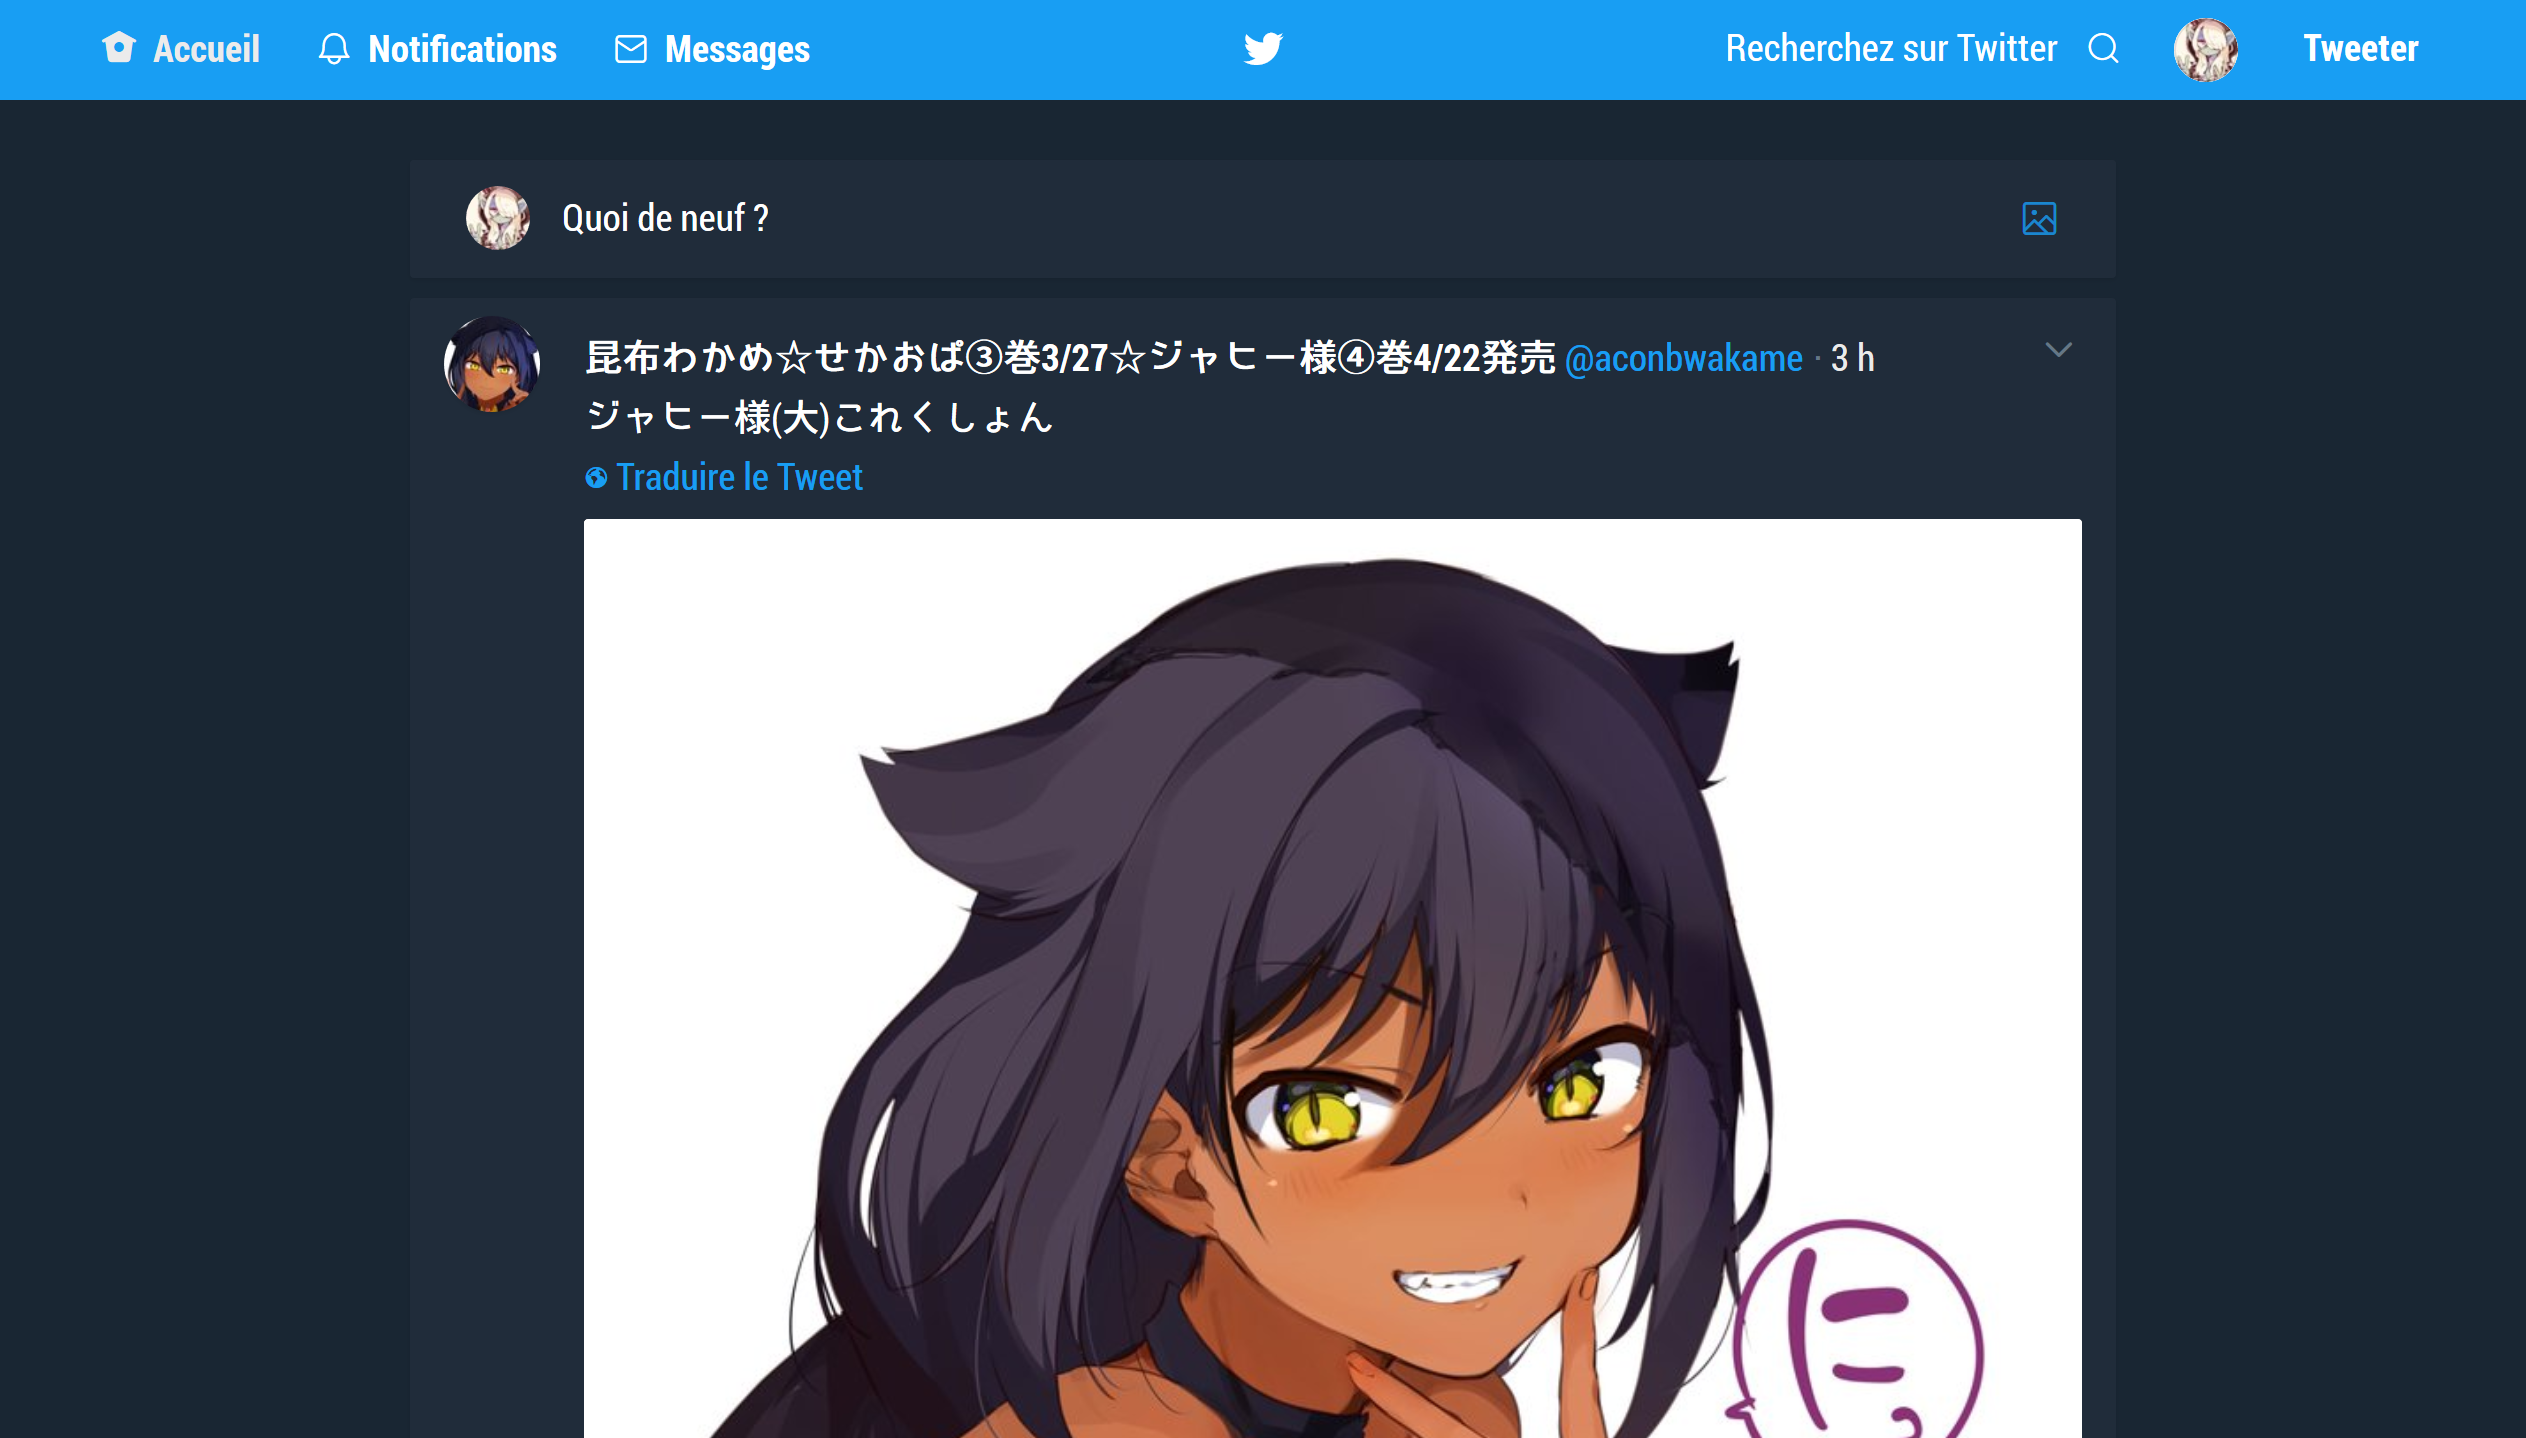 Accueil
Notifications
Messages
Recherchez sur Twitter
Tweeter
Quoi de neuf ?
昆布わかめ☆せかおぱ③巻3/27☆ジャヒー様④巻4/22発売 @aconbwakame · 3 h
ジャヒー様(大)これくしょん
Traduire le Tweet
に